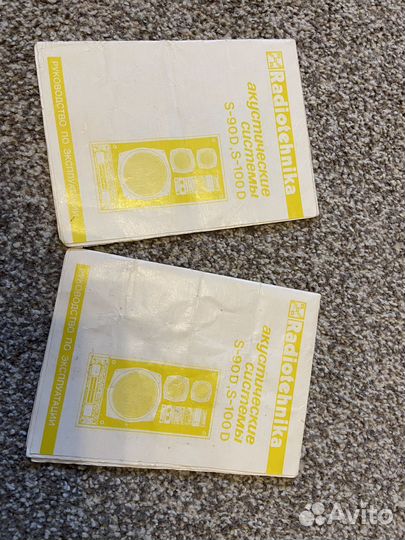 Radiotehnika
акустические
системы
S-90D, S-100D
РУКОВОДСТВО ПО ЭКСПЛУАТАЦИИ
Radiotehnika
акустические
системы
S-90D, S-100D
РУКОВОДСТВО ПО ЭКСПЛУАТАЦИИ
Avito